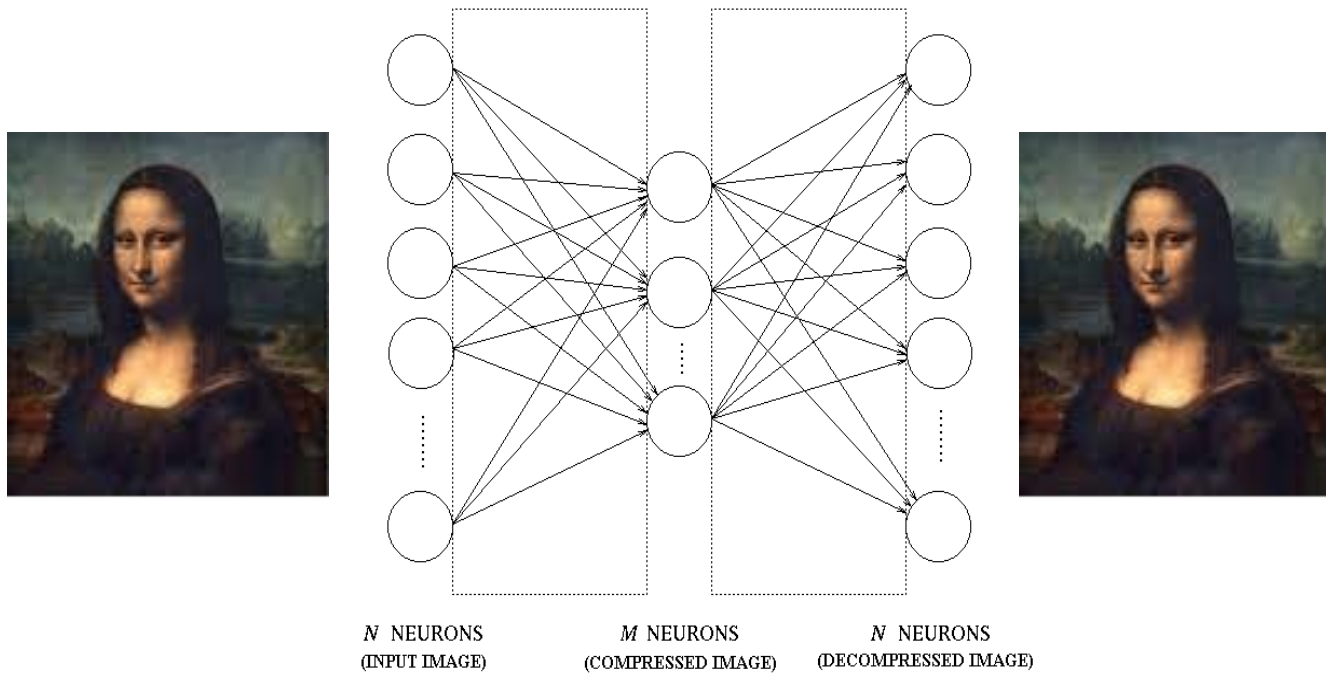 N NEURONS
(INPUT IMAGE)
M NEURONS
(COMPRESSED IMAGE)
N NEURONS
(DECOMPRESSED IMAGE)